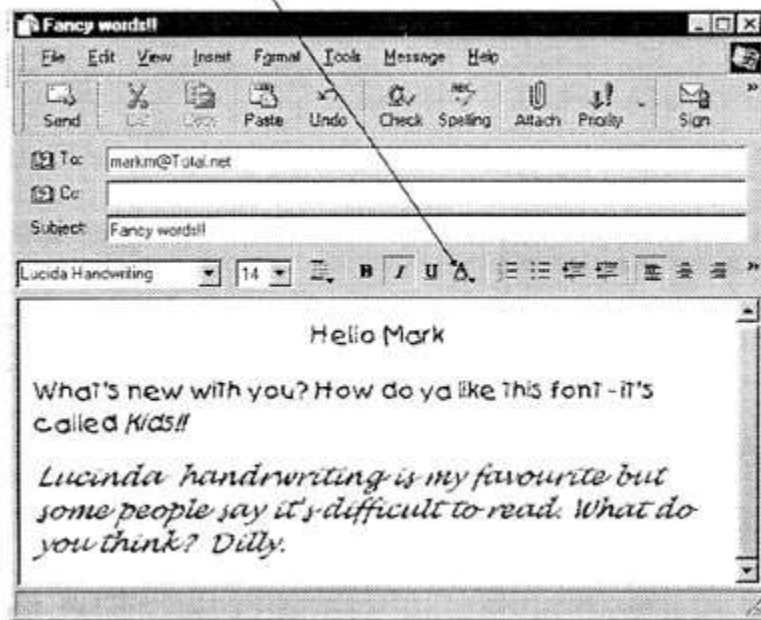 Fancy words!!
File Edit View Insert Format Tools Message Help
Send Cut Copy Paste Undo Check Spelling Attach Priority Sign
To: markm@Total.net
Cc:
Subject: Fancy words!!
Lucida Handwriting 14 B I U A
Hello Mark
What's new with you? How do ya like this font - it's
called Kids!!
Lucinda handrwriting is my favourite but
some people say it's difficult to read. What do
you think? Dilly.